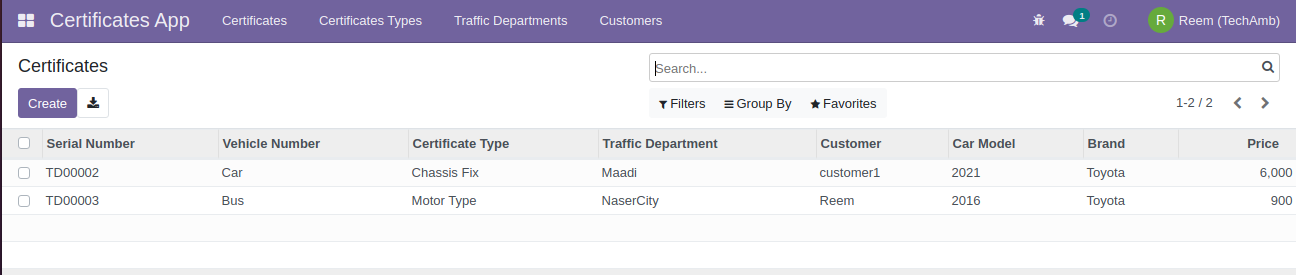 Certificates App Certificates Certificates Types Traffic Departments Customers 1 R Reem (TechAmb)
Certificates Search...
Create Filters Group By Favorites 1-2 / 2
Serial Number Vehicle Number Certificate Type Traffic Department Customer Car Model Brand Price
TD00002 Car Chassis Fix Maadi customer1 2021 Toyota 6,000
TD00003 Bus Motor Type NaserCity Reem 2016 Toyota 900